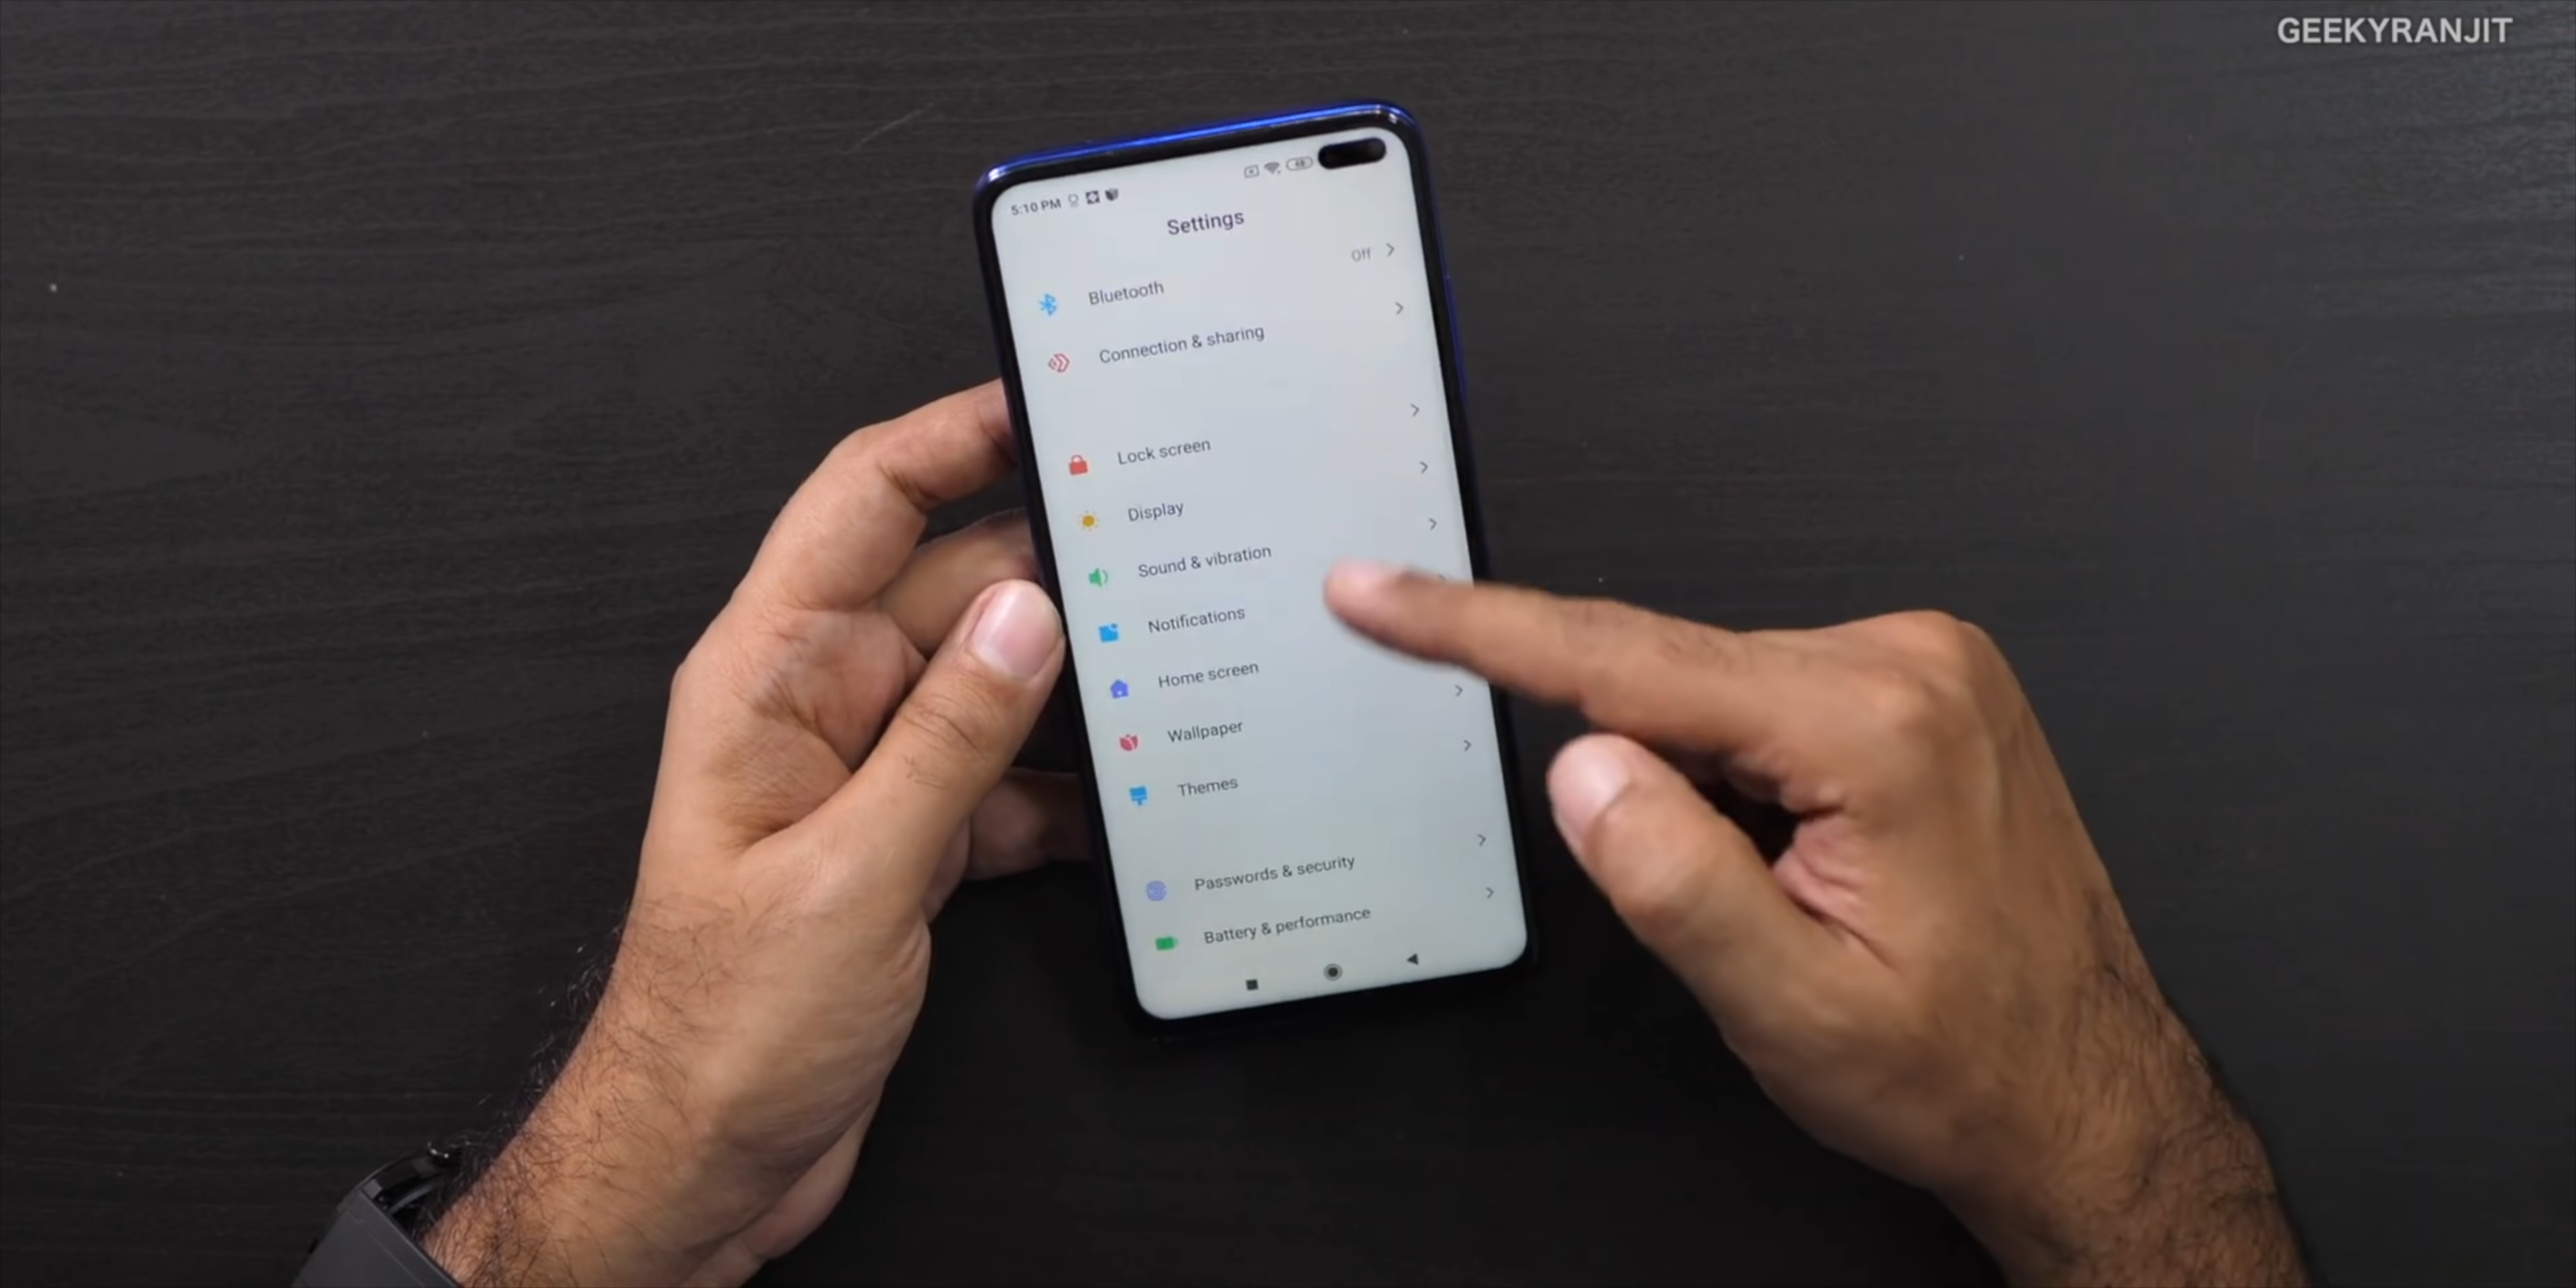 GEEKYRANJIT
5:10 PM
Settings
Bluetooth Off
Connection & sharing
Lock screen
Display
Sound & vibration
Notifications
Home screen
Wallpaper
Themes
Passwords & security
Battery & performance